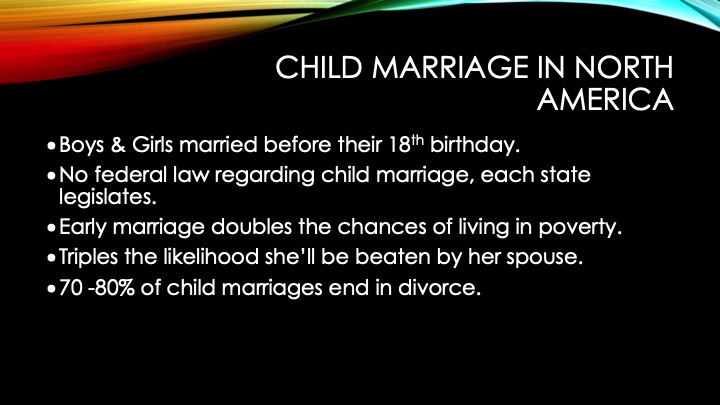 CHILD MARRIAGE IN NORTH
AMERICA
•Boys & Girls married before their 18th birthday.
•No federal law regarding child marriage, each state
legislates.
•Early marriage doubles the chances of living in poverty.
•Triples the likelihood she’ll be beaten by her spouse.
•70 -80% of child marriages end in divorce.